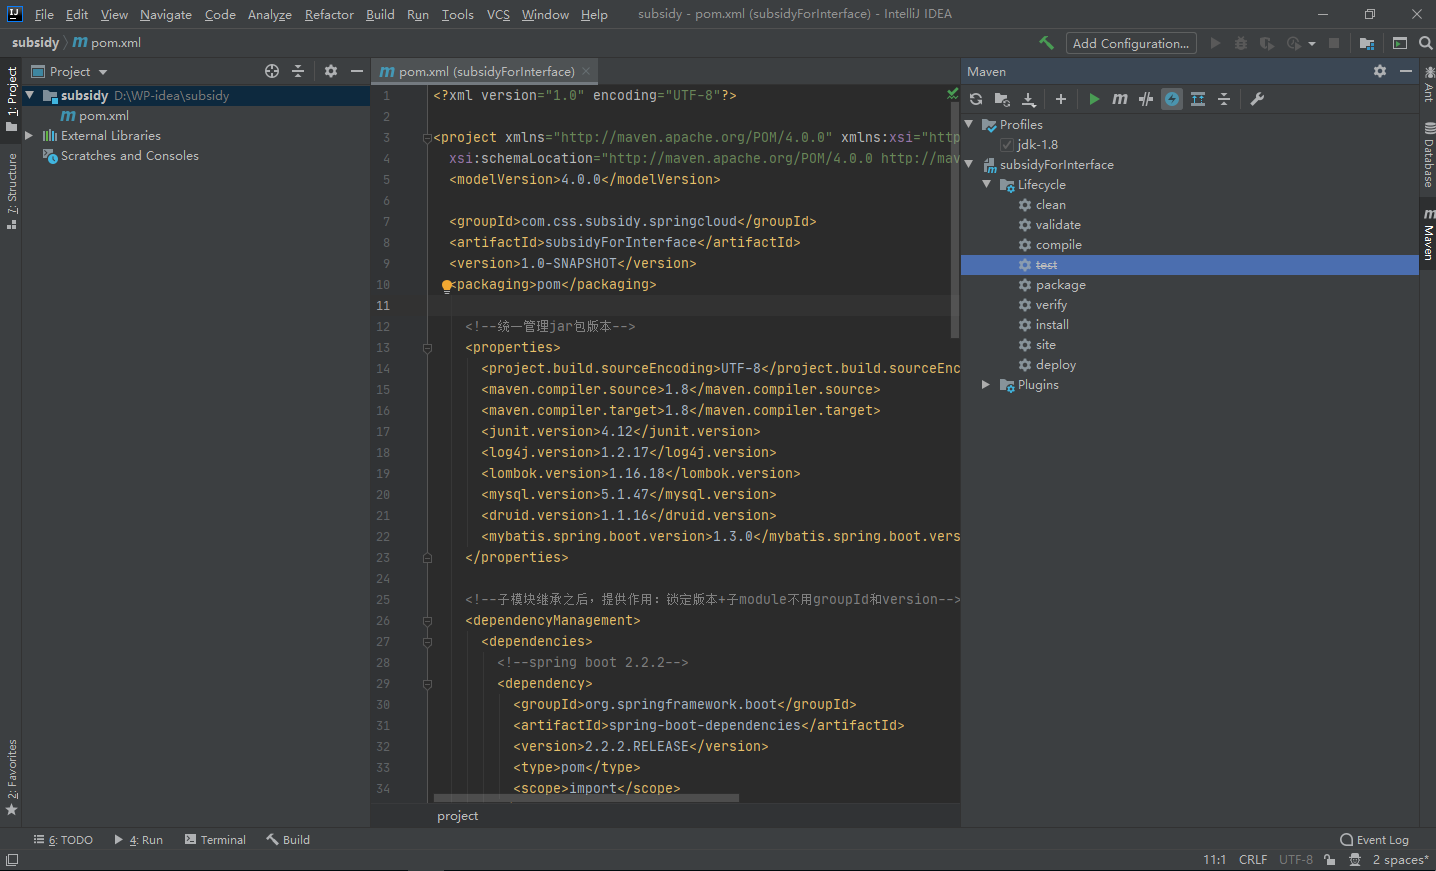 File Edit View Navigate Code Analyze Refactor Build Run Tools VCS Window Help subsidy - pom.xml (subsidyForInterface) - IntelliJ IDEA
subsidy pom.xml Add Configuration...
1: Project
7: Structure
2: Favorites
Project
subsidy D:\WP-idea\subsidy
pom.xml
External Libraries
Scratches and Consoles
pom.xml (subsidyForInterface)
1 <?xml version="1.0" encoding="UTF-8"?>
2
3 <project xmlns="http://maven.apache.org/POM/4.0.0" xmlns:xsi="http
4 xsi:schemaLocation="http://maven.apache.org/POM/4.0.0 http://mav
5 <modelVersion>4.0.0</modelVersion>
6
7 <groupId>com.css.subsidy.springcloud</groupId>
8 <artifactId>subsidyForInterface</artifactId>
9 <version>1.0-SNAPSHOT</version>
10 <packaging>pom</packaging>
11
12 <!--统一管理jar包版本-->
13 <properties>
14 <project.build.sourceEncoding>UTF-8</project.build.sourceEnc
15 <maven.compiler.source>1.8</maven.compiler.source>
16 <maven.compiler.target>1.8</maven.compiler.target>
17 <junit.version>4.12</junit.version>
18 <log4j.version>1.2.17</log4j.version>
19 <lombok.version>1.16.18</lombok.version>
20 <mysql.version>5.1.47</mysql.version>
21 <druid.version>1.1.16</druid.version>
22 <mybatis.spring.boot.version>1.3.0</mybatis.spring.boot.vers
23 </properties>
24
25 <!--子模块继承之后，提供作用：锁定版本+子module不用groupId和version-->
26 <dependencyManagement>
27 <dependencies>
28 <!--spring boot 2.2.2-->
29 <dependency>
30 <groupId>org.springframework.boot</groupId>
31 <artifactId>spring-boot-dependencies</artifactId>
32 <version>2.2.2.RELEASE</version>
33 <type>pom</type>
34 <scope>import</scope>
project
Maven
Profiles
jdk-1.8
subsidyForInterface
Lifecycle
clean
validate
compile
test
package
verify
install
site
deploy
Plugins
Ant
Database
Maven
6: TODO 4: Run Terminal Build Event Log
11:1 CRLF UTF-8 2 spaces*